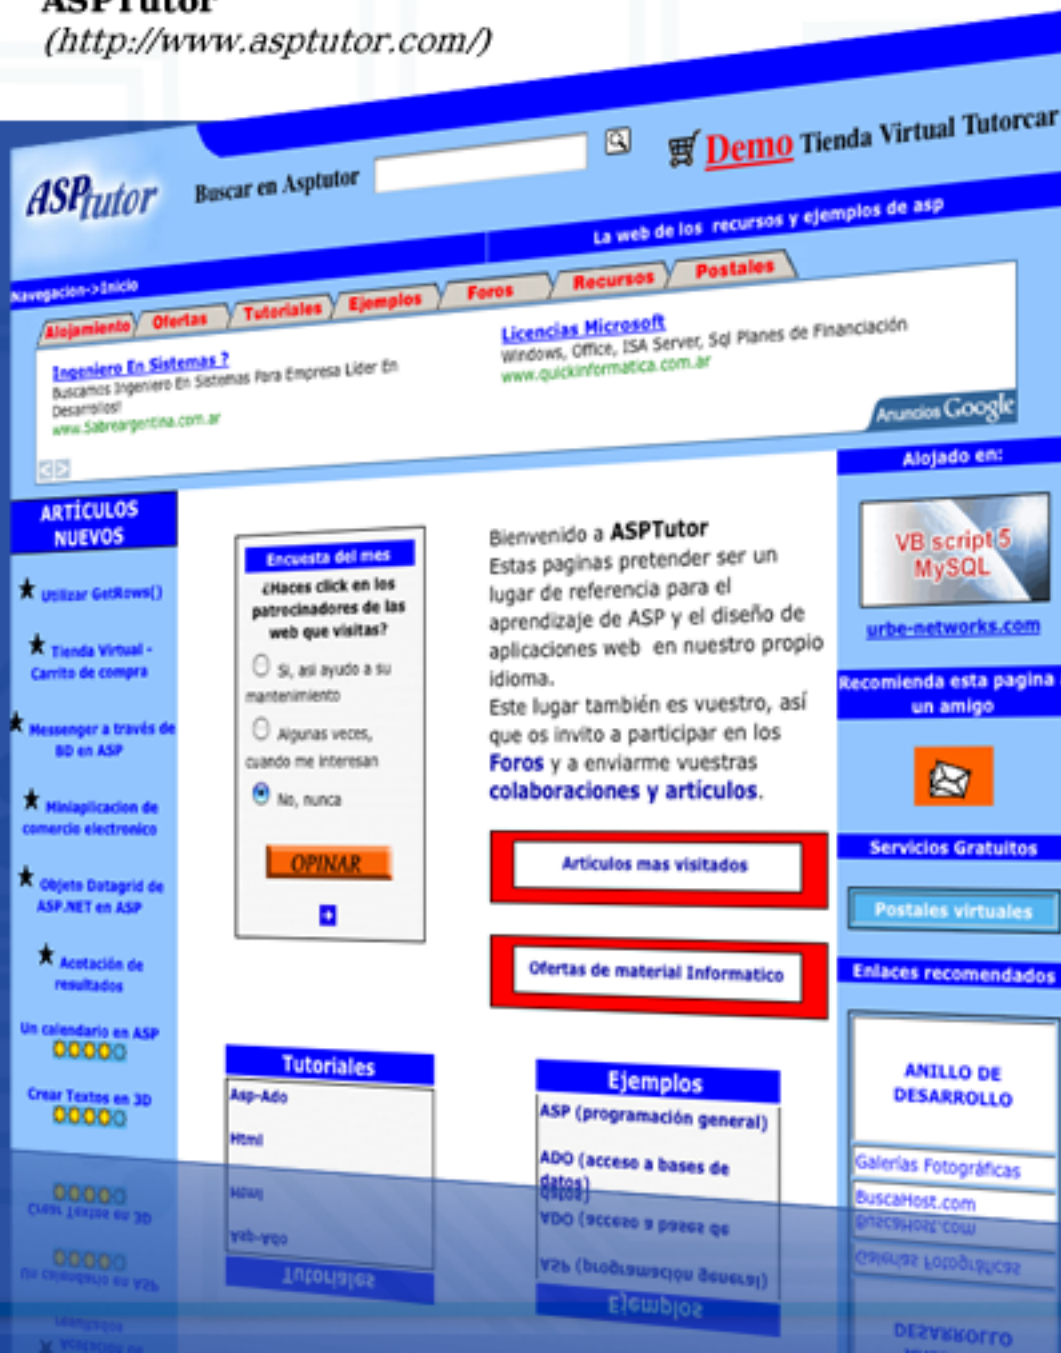 ASPTutor
(http://www.asptutor.com/)
ASPtutor
Buscar en Asptutor
Demo Tienda Virtual Tutorcar
La web de los recursos y ejemplos de asp
Navegacion->Inicio
Alojamiento
Ofertas
Tutoriales
Ejemplos
Foros
Recursos
Postales
Ingeniero En Sistemas ?
Buscamos Ingeniero En Sistemas Para Empresa Lider En
Desarrollos!
www.Sabreargentina.com.ar
Licencias Microsoft
Windows, Office, ISA Server, Sql Planes de Financiación
www.quickinformatica.com.ar
Anuncios Google
ARTÍCULOS
NUEVOS
Utilizar GetRows()
Tienda Virtual -
Carrito de compra
Messenger a través de
BD en ASP
Miniaplicacion de
comercio electronico
Objeto Datagrid de
ASP.NET en ASP
Acotación de
resultados
Un calendario en ASP
Crear Textos en 3D
Encuesta del mes
¿Haces click en los
patrocinadores de las
web que visitas?
Si, asi ayudo a su
mantenimiento
Algunas veces,
cuando me interesan
No, nunca
OPINAR
Bienvenido a ASPTutor
Estas paginas pretender ser un
lugar de referencia para el
aprendizaje de ASP y el diseño de
aplicaciones web en nuestro propio
idioma.
Este lugar también es vuestro, así
que os invito a participar en los
Foros y a enviarme vuestras
colaboraciones y artículos.
Articulos mas visitados
Ofertas de material Informatico
Tutoriales
Asp-Ado
Html
Ejemplos
ASP (programación general)
ADO (acceso a bases de
datos)
Alojado en:
VB script 5
MySQL
urbe-networks.com
Recomienda esta pagina a
un amigo
Servicios Gratuitos
Postales virtuales
Enlaces recomendados
ANILLO DE
DESARROLLO
Galerías Fotográficas
BuscaHost.com